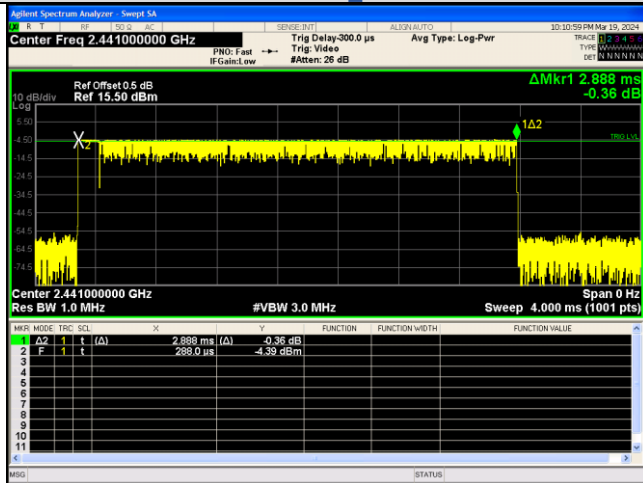 Agilent Spectrum Analyzer - Swept SA
R T RF 50 Ω AC SENSE:INT ALIGN AUTO 10:10:59 PM Mar 19, 2024
Center Freq 2.441000000 GHz
PNO: Fast
IFGain:Low
Trig Delay-300.0 µs
Trig: Video
#Atten: 26 dB
Avg Type: Log-Pwr
TRACE 1 2 3 4 5 6
TYPE
DET N N N N N N
ΔMkr1 2.888 ms
-0.36 dB
Ref Offset 0.5 dB
10 dB/div Ref 15.50 dBm
Log
5.50
1Δ2
-4.50
X2
TRIG LVL
-14.5
-24.5
-34.5
-44.5
-54.5
-64.5
-74.5
Center 2.441000000 GHz Span 0 Hz
Res BW 1.0 MHz #VBW 3.0 MHz Sweep 4.000 ms (1001 pts)
MKR MODE TRC SCL X Y FUNCTION FUNCTION WIDTH FUNCTION VALUE
1 Δ2 1 t (Δ) 2.888 ms (Δ) -0.36 dB
2 F 1 t 288.0 µs -4.39 dBm
3
4
5
6
7
8
9
10
11
MSG STATUS